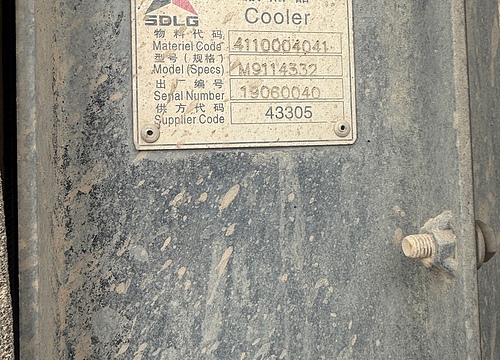 SDLG
Cooler
物料代码
Materiel Code 4110004041
型号(规格)
Model (Specs) M9114332
出厂编号
Serial Number 19060040
供方代码
Supplier Code 43305